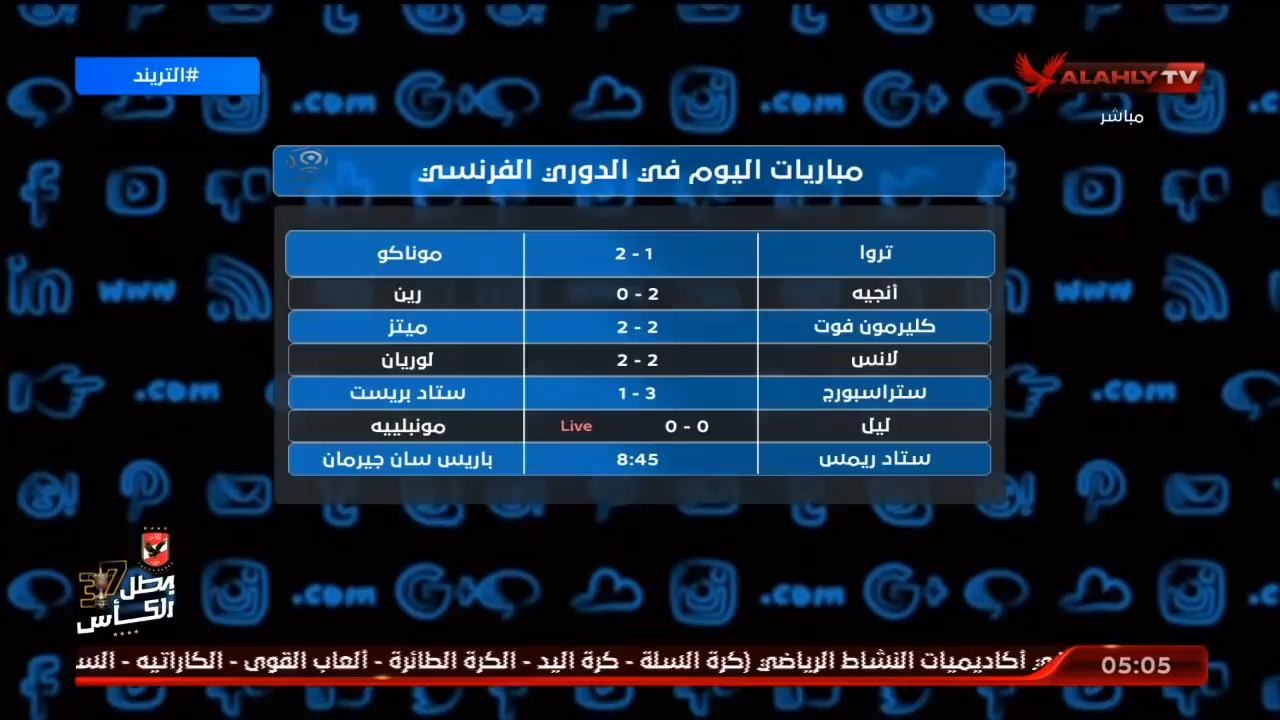 #التريند
ALAHLY TV
مباشر
مباريات اليوم في الدوري الفرنسي
تروا 2 - 1 موناكو
أنجيه 0 - 2 رين
كليرمون فوت 2 - 2 ميتز
لانس 2 - 2 لوريان
ستراسبورج 1 - 3 ستاد بريست
ليل 0 - 0 Live مونبلييه
ستاد ريمس 8:45 باريس سان جيرمان
بطل 37
الكأس
05:05 في أكاديميات النشاط الرياضي (كرة السلة - كرة اليد - الكرة الطائرة - ألعاب القوى - الكاراتيه -